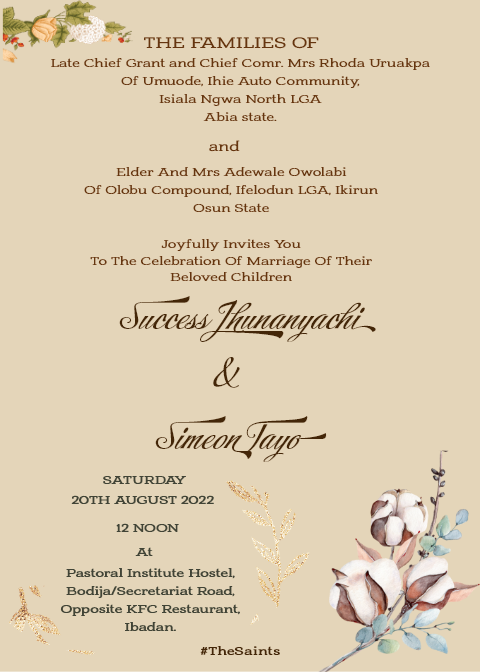 THE FAMILIES OF
Late Chief Grant and Chief Comr. Mrs Rhoda Uruakpa
Of Umuode, Ihie Auto Community,
Isiala Ngwa North LGA
Abia state.
and
Elder And Mrs Adewale Owolabi
Of Olobu Compound, Ifelodun LGA, Ikirun
Osun State
Joyfully Invites You
To The Celebration Of Marriage Of Their
Beloved Children
Success Ihunanyachi
&
Simeon Tayo
SATURDAY
20TH AUGUST 2022
12 NOON
At
Pastoral Institute Hostel,
Bodija/Secretariat Road,
Opposite KFC Restaurant,
Ibadan.
#TheSaints